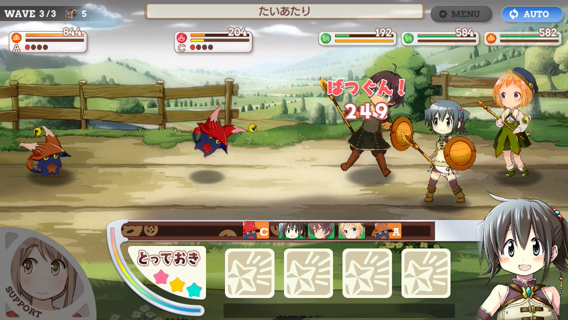 WAVE 3/3
5
たいあたり
MENU
AUTO
844
A
204
C
192
584
582
ばつぐん！
249
C
A
とっておき
SUPPORT